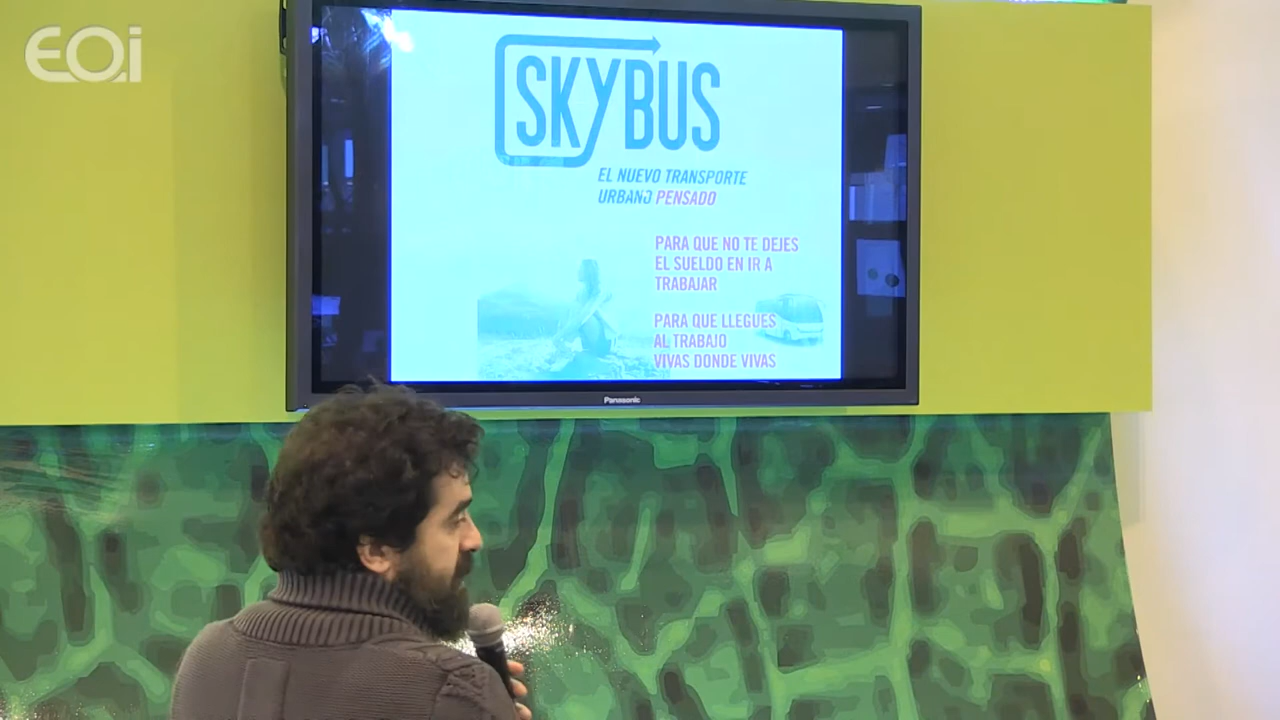 EOi
SKYBUS
EL NUEVO TRANSPORTE
URBANO PENSADO
PARA QUE NO TE DEJES
EL SUELDO EN IR A
TRABAJAR
PARA QUE LLEGUES
AL TRABAJO
VIVAS DONDE VIVAS
Panasonic